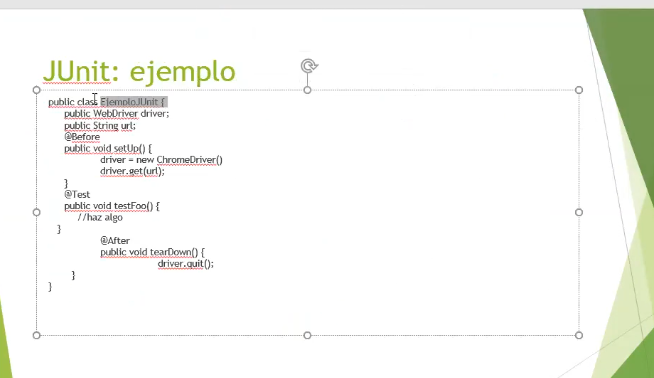 JUnit: ejemplo
public class EjemploJUnit {
public WebDriver driver;
public String url;
@Before
public void setUp() {
driver = new ChromeDriver()
driver.get(url);
}
@Test
public void testFoo() {
//haz algo
}
@After
public void tearDown() {
driver.quit();
}
}